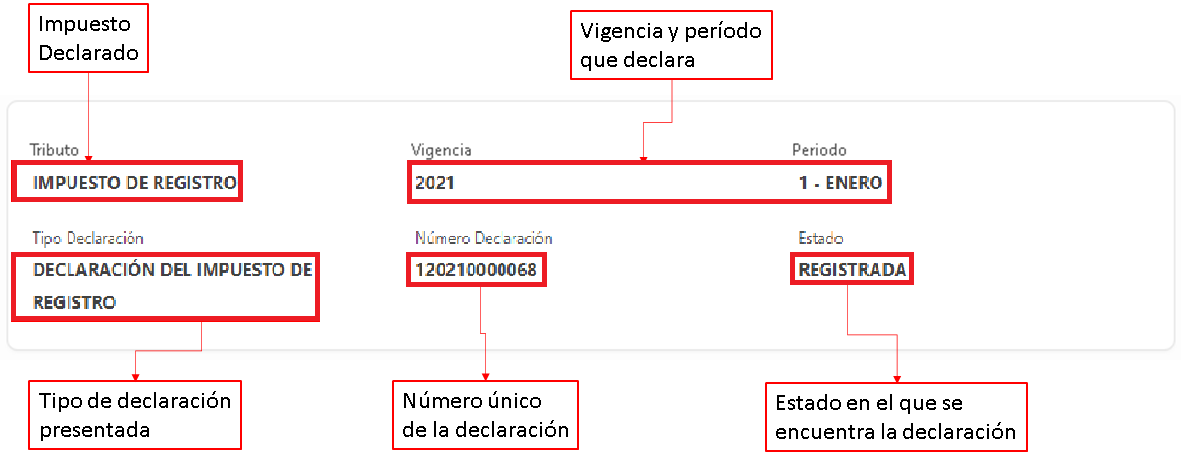 Impuesto
Declarado
Vigencia y período
que declara
Tributo
Vigencia
Periodo
IMPUESTO DE REGISTRO
2021
1 - ENERO
Tipo Declaración
Número Declaración
Estado
DECLARACIÓN DEL IMPUESTO DE
REGISTRO
120210000068
REGISTRADA
Tipo de declaración
presentada
Número único
de la declaración
Estado en el que se
encuentra la declaración